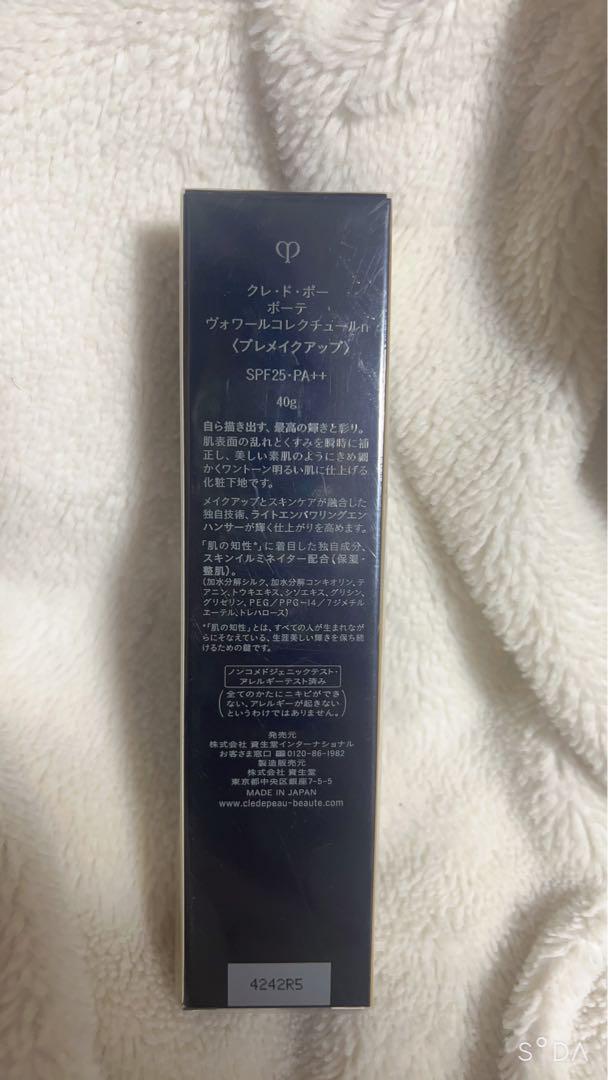 クレ・ド・ポー
ボーテ
ヴォワールコレクチュールn
〈プレメイクアップ〉
SPF25・PA++
40g
自ら描き出す、最高の輝きと彩り。
肌表面の乱れとくすみを瞬時に補
正し、美しい素肌のようにきめ細
かくワントーン明るい肌に仕上げる
化粧下地です。
メイクアップとスキンケアが融合した
独自技術、ライトエンパワリングエン
ハンサーが輝く仕上がりを高めます。
「肌の知性*」に着目した独自成分、
スキンイルミネイター配合(保湿・
整肌)。
(加水分解シルク、加水分解コンキオリン、テ
アニン、トウキエキス、シソエキス、グリシン、
グリセリン、PEG/PPG-14/7ジメチル
エーテル、トレハロース)
*「肌の知性」とは、すべての人が生まれなが
らにそなえている、生涯美しい輝きを保ち続
けるための鍵です。
ノンコメドジェニックテスト・
アレルギーテスト済み
(全てのかたにニキビができ
ない、アレルギーが起きない
というわけではありません。)
発売元
株式会社 資生堂インターナショナル
お客さま窓口 0120-86-1982
製造販売元
株式会社 資生堂
東京都中央区銀座7-5-5
MADE IN JAPAN
www.cledepeau-beaute.com
4242R5
SODA